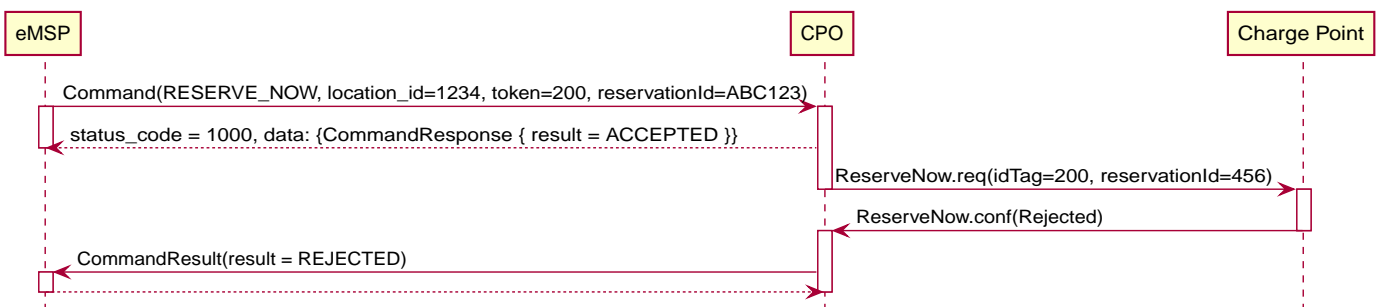 eMSP
CPO
Charge Point
Command(RESERVE_NOW, location_id=1234, token=200, reservationId=ABC123)
status_code = 1000, data: {CommandResponse { result = ACCEPTED }}
ReserveNow.req(idTag=200, reservationId=456)
ReserveNow.conf(Rejected)
CommandResult(result = REJECTED)